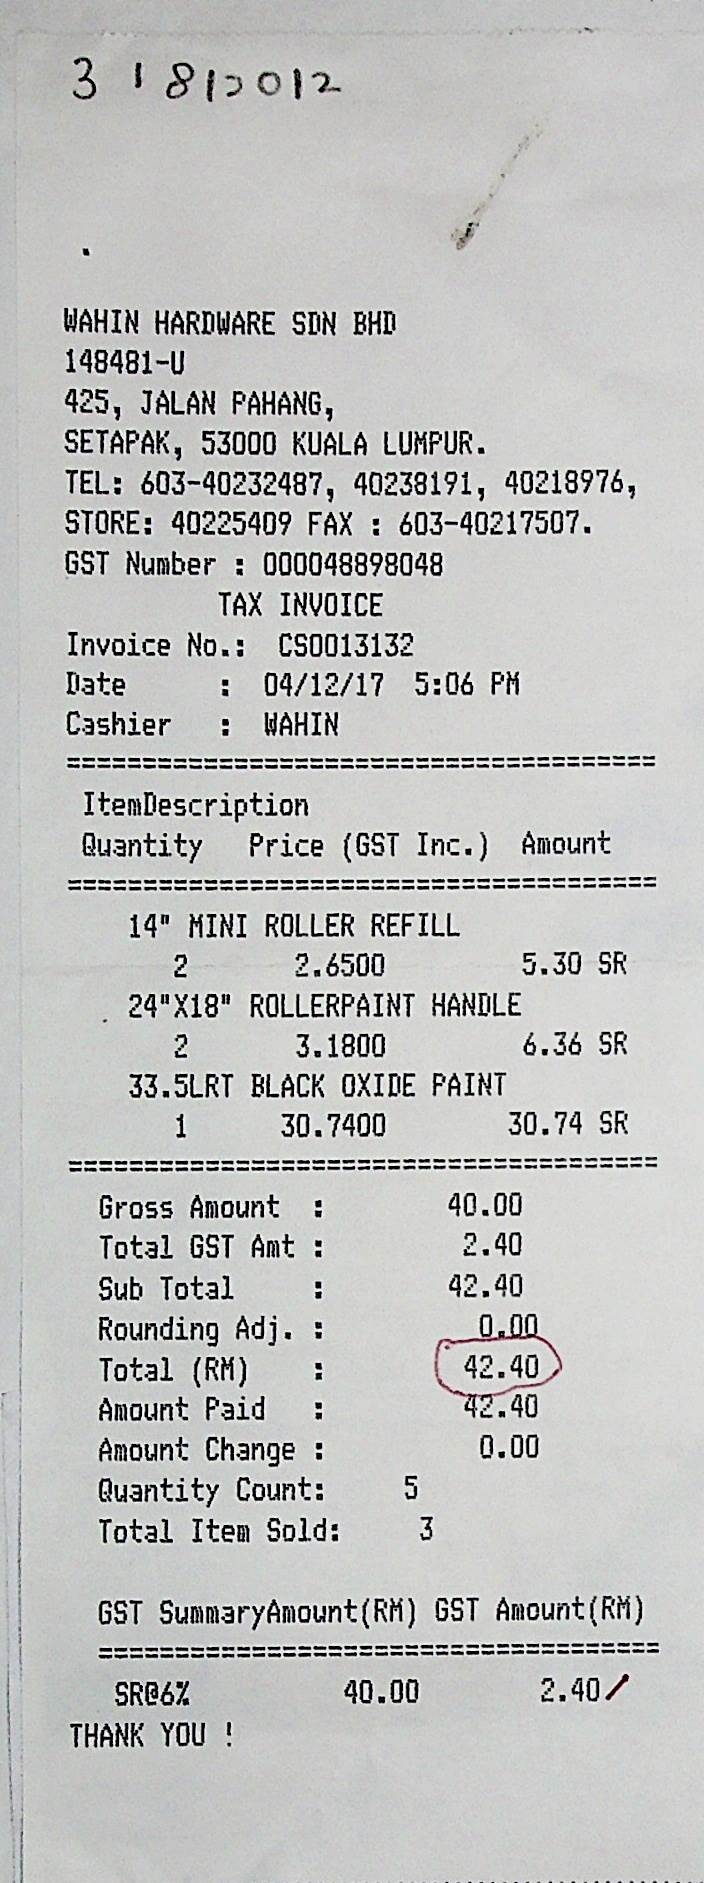 3 1812012
WAHIN HARDWARE SDN BHD
148481-U
425, JALAN PAHANG,
SETAPAK, 53000 KUALA LUMPUR.
TEL: 603-40232487, 40238191, 40218976,
STORE: 40225409 FAX : 603-40217507.
GST Number : 000048898048
TAX INVOICE
Invoice No.: CS0013132
Date : 04/12/17 5:06 PM
Cashier : WAHIN
=======================================
ItemDescription
Quantity Price (GST Inc.) Amount
=======================================
14" MINI ROLLER REFILL
2 2.6500 5.30 SR
24"X18" ROLLERPAINT HANDLE
2 3.1800 6.36 SR
33.5LRT BLACK OXIDE PAINT
1 30.7400 30.74 SR
=======================================
Gross Amount : 40.00
Total GST Amt : 2.40
Sub Total : 42.40
Rounding Adj. : 0.00
Total (RM) : 42.40
Amount Paid : 42.40
Amount Change : 0.00
Quantity Count: 5
Total Item Sold: 3
GST SummaryAmount(RM) GST Amount(RM)
=====================================
SR@6% 40.00 2.40
THANK YOU !